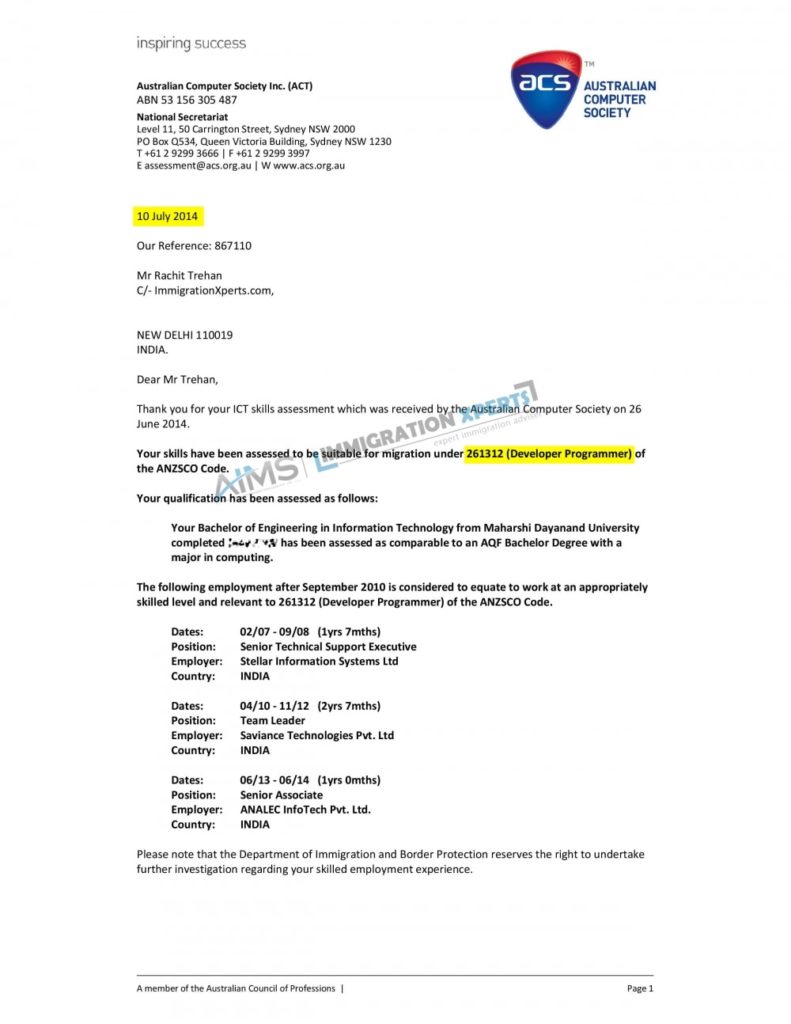 inspiring success
acs
TM
AUSTRALIAN
COMPUTER
SOCIETY
Australian Computer Society Inc. (ACT)
ABN 53 156 305 487
National Secretariat
Level 11, 50 Carrington Street, Sydney NSW 2000
PO Box Q534, Queen Victoria Building, Sydney NSW 1230
T +61 2 9299 3666 | F +61 2 9299 3997
E assessment@acs.org.au | W www.acs.org.au
10 July 2014
Our Reference: 867110
Mr Rachit Trehan
C/- ImmigrationXperts.com,
NEW DELHI 110019
INDIA.
Dear Mr Trehan,
Thank you for your ICT skills assessment which was received by the Australian Computer Society on 26
June 2014.
AIMS | IMMIGRATION XPERTS
expert immigration advise
Your skills have been assessed to be suitable for migration under 261312 (Developer Programmer) of
the ANZSCO Code.
Your qualification has been assessed as follows:
Your Bachelor of Engineering in Information Technology from Maharshi Dayanand University
completed has been assessed as comparable to an AQF Bachelor Degree with a
major in computing.
The following employment after September 2010 is considered to equate to work at an appropriately
skilled level and relevant to 261312 (Developer Programmer) of the ANZSCO Code.
Dates: 02/07 - 09/08 (1yrs 7mths)
Position: Senior Technical Support Executive
Employer: Stellar Information Systems Ltd
Country: INDIA
Dates: 04/10 - 11/12 (2yrs 7mths)
Position: Team Leader
Employer: Saviance Technologies Pvt. Ltd
Country: INDIA
Dates: 06/13 - 06/14 (1yrs 0mths)
Position: Senior Associate
Employer: ANALEC InfoTech Pvt. Ltd.
Country: INDIA
Please note that the Department of Immigration and Border Protection reserves the right to undertake
further investigation regarding your skilled employment experience.
A member of the Australian Council of Professions |
Page 1